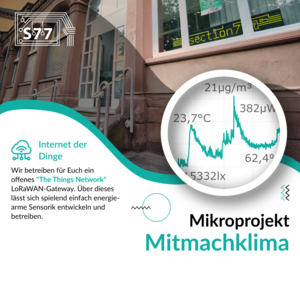 S77
section7
21µg/m³
382µW
23,7°C
62,4
5332lx
Internet der
Dinge
Wir betreiben für Euch ein
offenes "The Things Network"
LoRaWAN-Gateway. Über dieses
lässt sich spielend einfach energie-
arme Sensorik entwickeln und
betreiben.
Mikroprojekt
Mitmachklima